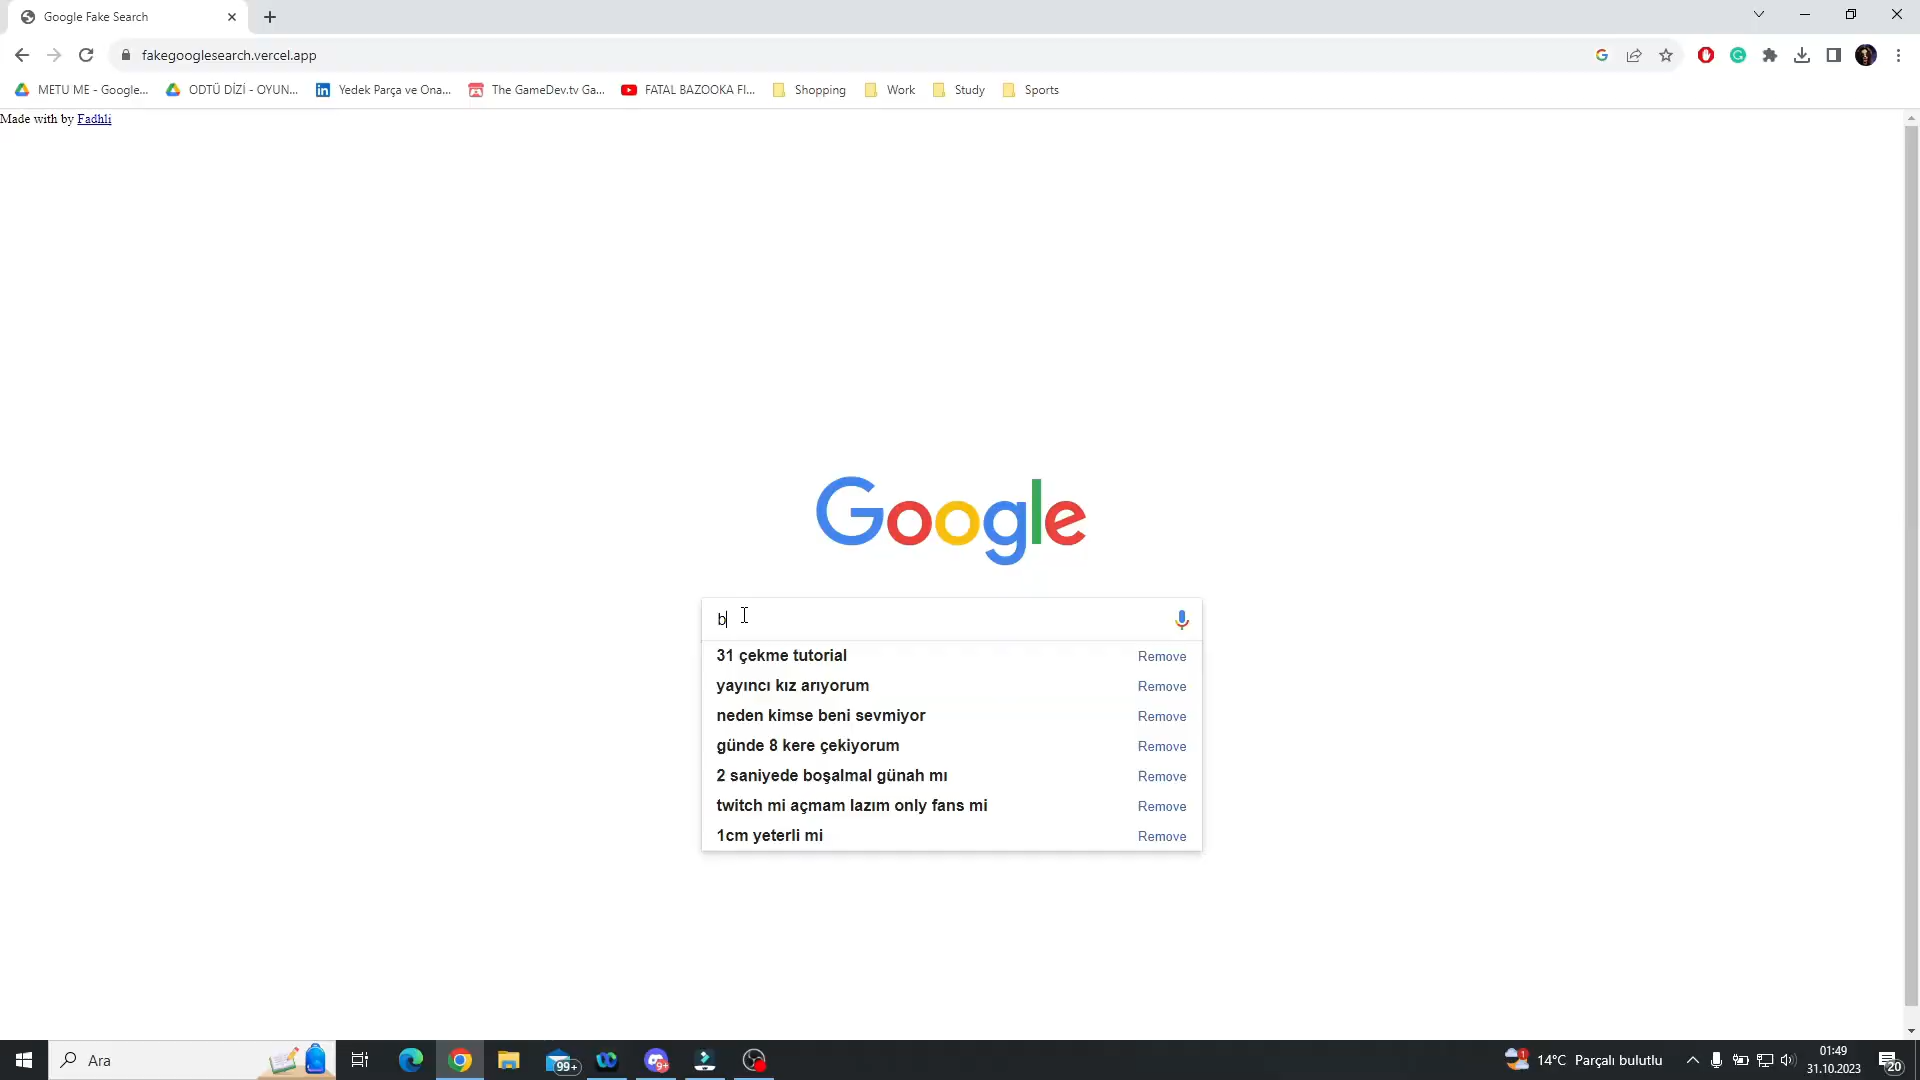 Google Fake Search
fakegooglesearch.vercel.app
METU ME - Google...
ODTÜ DİZİ - OYUN...
Yedek Parça ve Ona...
The GameDev.tv Ga...
FATAL BAZOOKA FI...
Shopping
Work
Study
Sports
Made with by Fadhli
Google
b
31 çekme tutorial Remove
yayıncı kız arıyorum Remove
neden kimse beni sevmiyor Remove
günde 8 kere çekiyorum Remove
2 saniyede boşalmal günah mı Remove
twitch mi açmam lazım only fans mi Remove
1cm yeterli mi Remove
Ara
99+
9+
1
14°C Parçalı bulutlu
01:49
31.10.2023
20